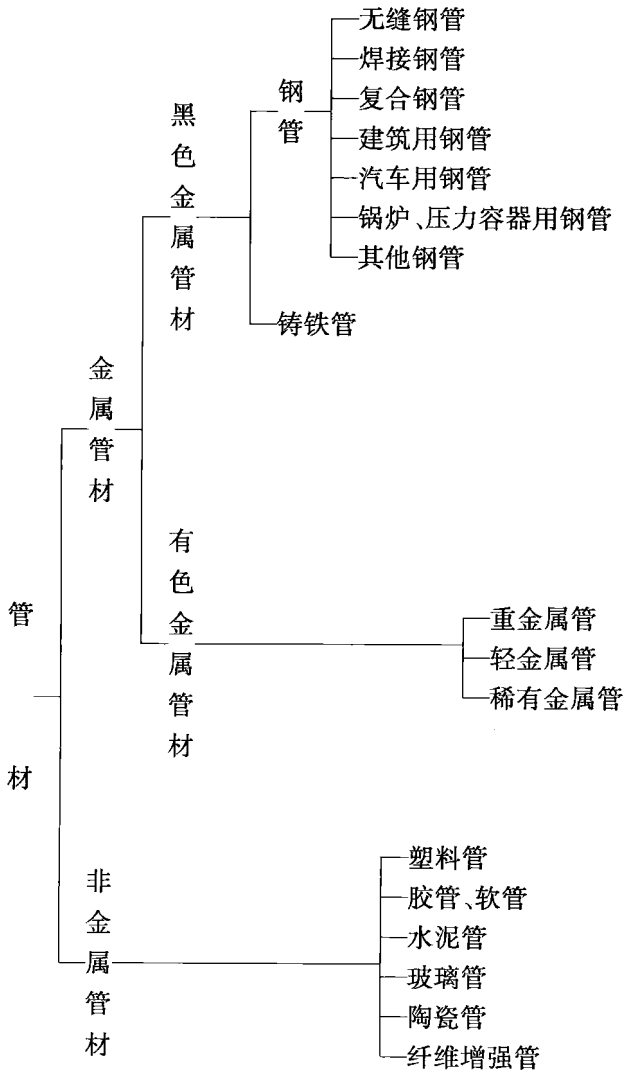 管材
金属管材
黑色金属管材
钢管
无缝钢管
焊接钢管
复合钢管
建筑用钢管
汽车用钢管
锅炉、压力容器用钢管
其他钢管
铸铁管
有色金属管材
重金属管
轻金属管
稀有金属管
非金属管材
塑料管
胶管、软管
水泥管
玻璃管
陶瓷管
纤维增强管